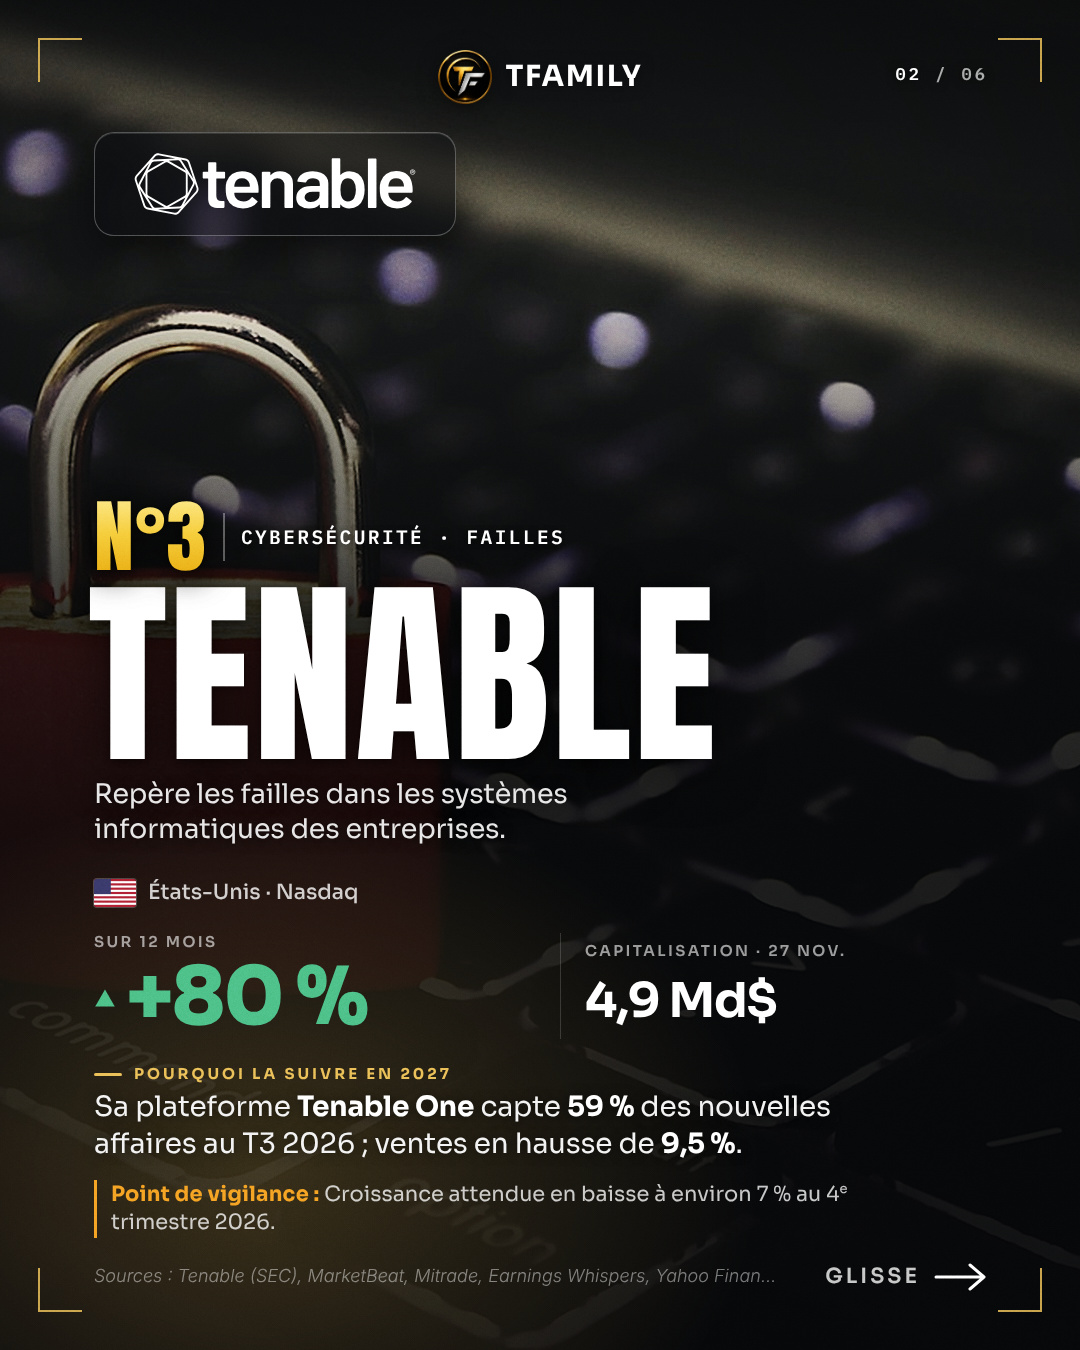 TFAMILY
02 / 06
tenable
N°3
CYBERSÉCURITÉ · FAILLES
TENABLE
Repère les failles dans les systèmes
informatiques des entreprises.
États-Unis · Nasdaq
SUR 12 MOIS
+80 %
CAPITALISATION · 27 NOV.
4,9 Md$
POURQUOI LA SUIVRE EN 2027
Sa plateforme Tenable One capte 59 % des nouvelles
affaires au T3 2026 ; ventes en hausse de 9,5 %.
Point de vigilance : Croissance attendue en baisse à environ 7 % au 4e
trimestre 2026.
Sources : Tenable (SEC), MarketBeat, Mitrade, Earnings Whispers, Yahoo Finan...
GLISSE
option